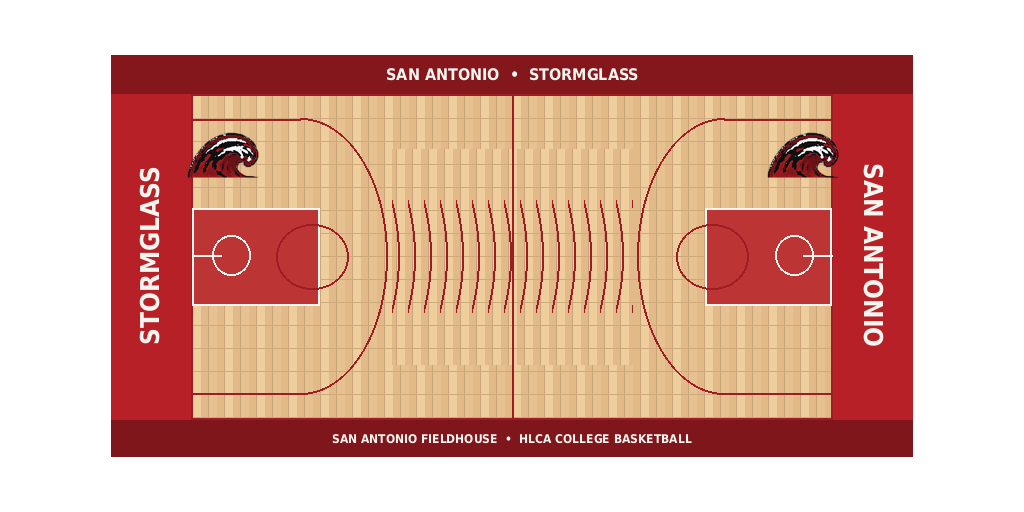 SAN ANTONIO • STORMGLASS
STORMGLASS
SAN ANTONIO
SAN ANTONIO FIELDHOUSE • HLCA COLLEGE BASKETBALL